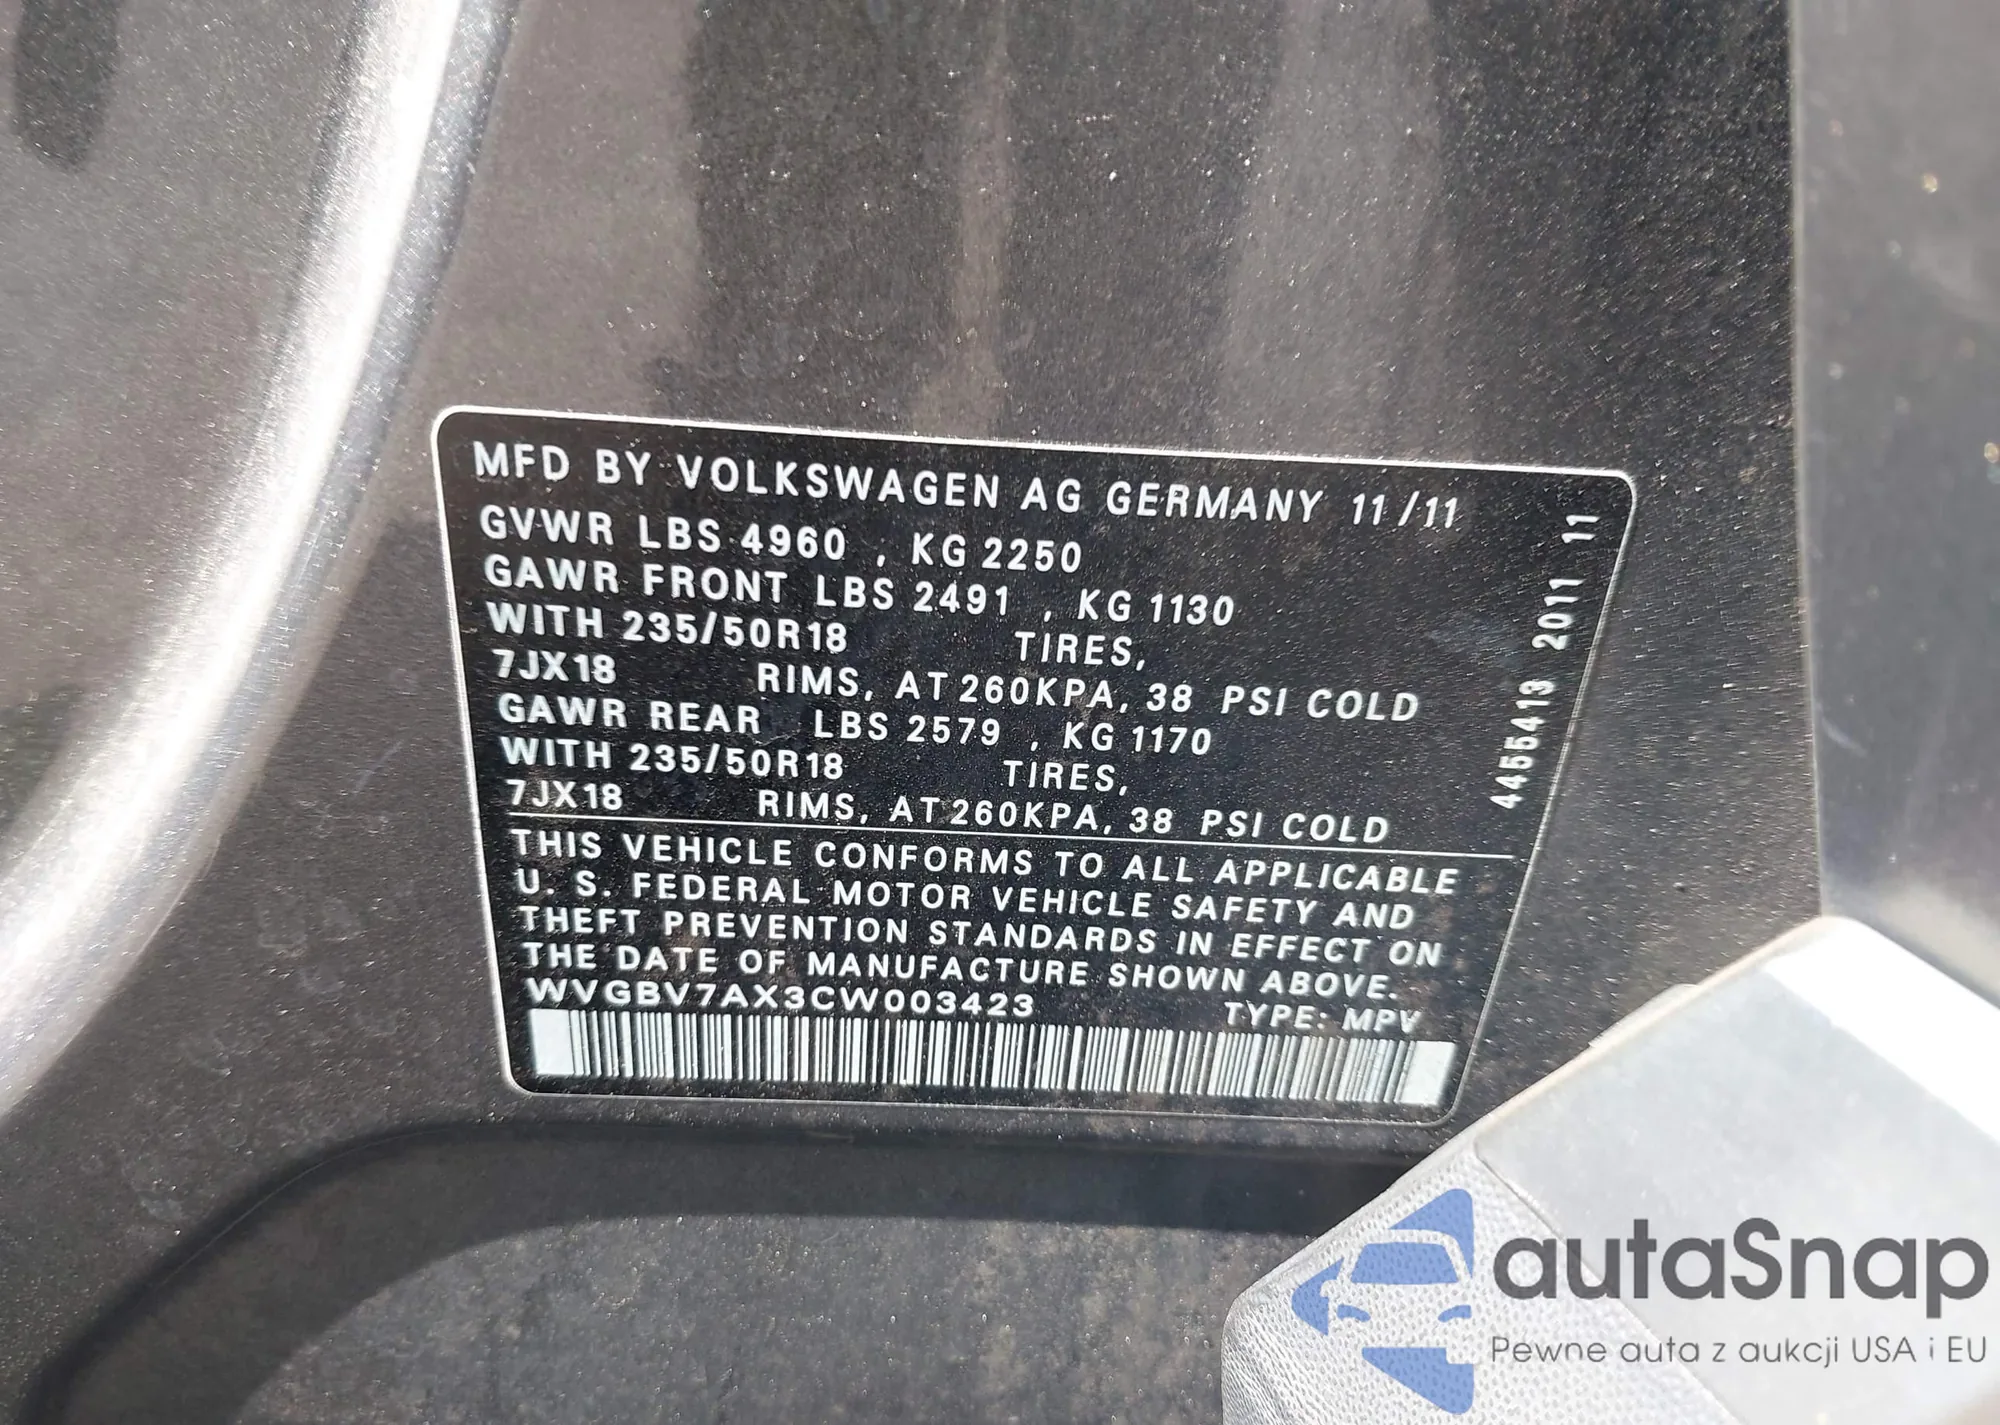 MFD BY VOLKSWAGEN AG GERMANY 11/11
GVWR LBS 4960 , KG 2250
GAWR FRONT LBS 2491 , KG 1130
WITH 235/50R18 TIRES,
7JX18 RIMS, AT 260KPA, 38 PSI COLD
GAWR REAR LBS 2579 , KG 1170
WITH 235/50R18 TIRES,
7JX18 RIMS, AT 260KPA, 38 PSI COLD
THIS VEHICLE CONFORMS TO ALL APPLICABLE
U. S. FEDERAL MOTOR VEHICLE SAFETY AND
THEFT PREVENTION STANDARDS IN EFFECT ON
THE DATE OF MANUFACTURE SHOWN ABOVE.
WVGBV7AX3CW003423 TYPE: MPV
4455413 2011 11
autaSnap
Pewne auta z aukcji USA i EU